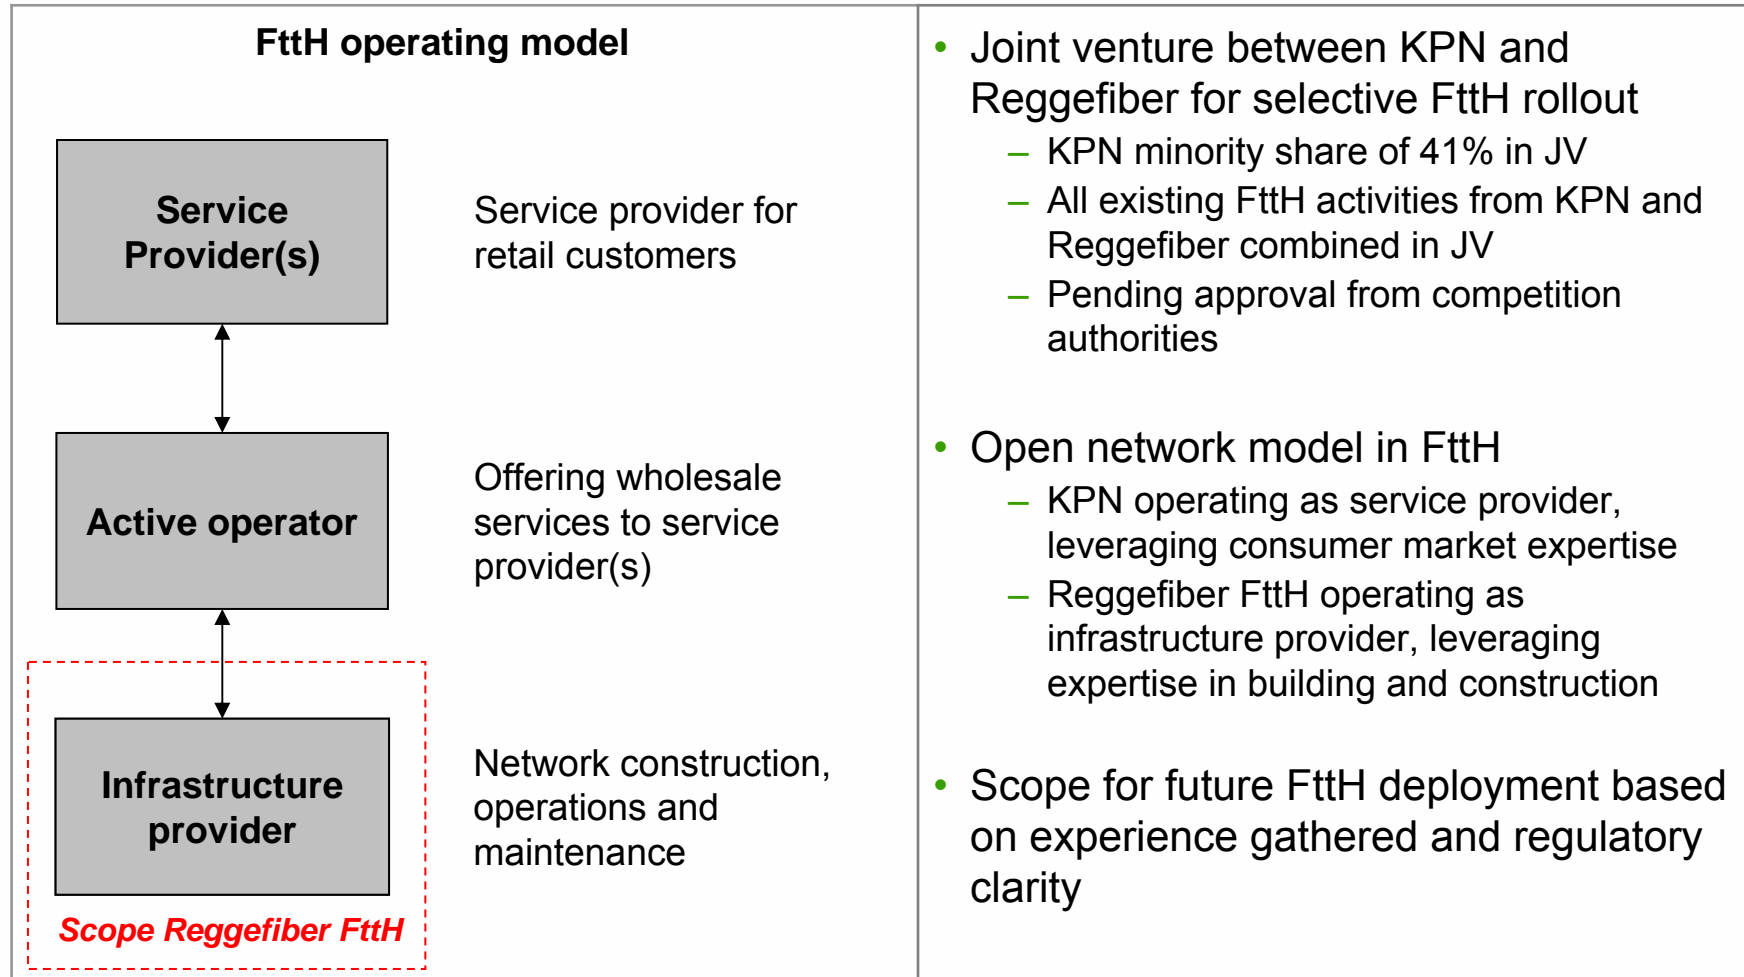 FttH operating model
Service
Provider(s)
Service provider for
retail customers
Active operator
Offering wholesale
services to service
provider(s)
Infrastructure
provider
Network construction,
operations and
maintenance
Scope Reggefiber FttH
• Joint venture between KPN and
Reggefiber for selective FttH rollout
– KPN minority share of 41% in JV
– All existing FttH activities from KPN and
Reggefiber combined in JV
– Pending approval from competition
authorities
• Open network model in FttH
– KPN operating as service provider,
leveraging consumer market expertise
– Reggefiber FttH operating as
infrastructure provider, leveraging
expertise in building and construction
• Scope for future FttH deployment based
on experience gathered and regulatory
clarity